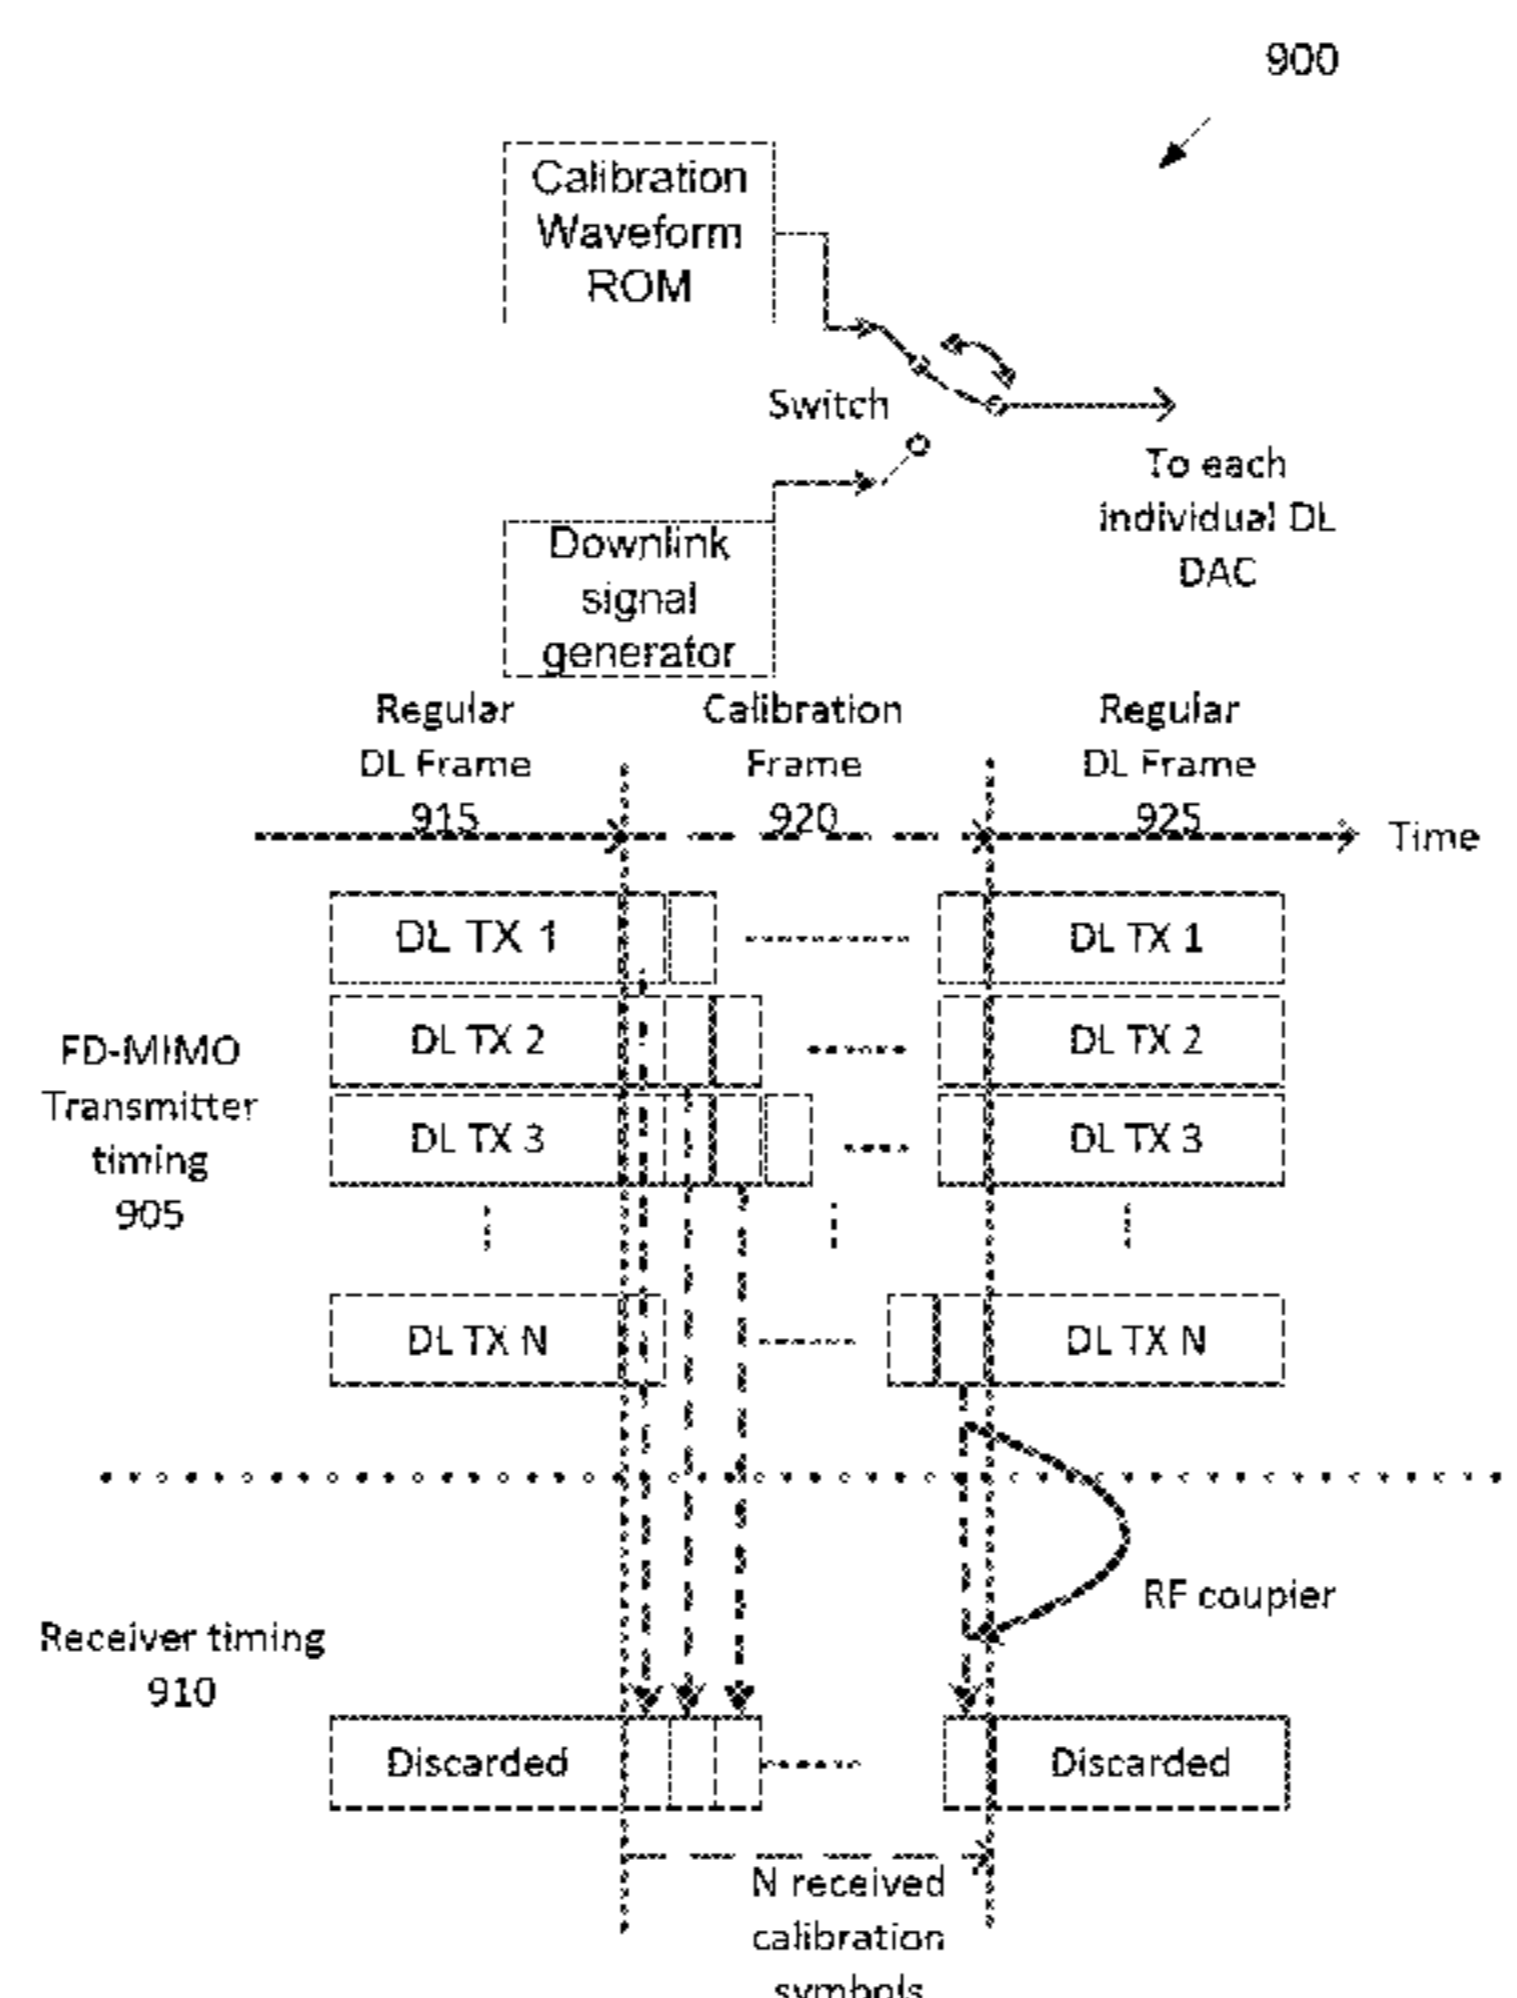 900
Calibration
Waveform
ROM
Switch
To each
individual DL
DAC
Downlink
signal
generator
Regular
DL Frame
915
Calibration
Frame
920
Regular
DL Frame
925
Time
DL TX 1
DL TX 1
DL TX 2
DL TX 2
DL TX 3
DL TX 3
FD-MIMO
Transmitter
timing
905
DL TX N
DL TX N
RF coupler
Receiver timing
910
Discarded
Discarded
N received
calibration
symbols